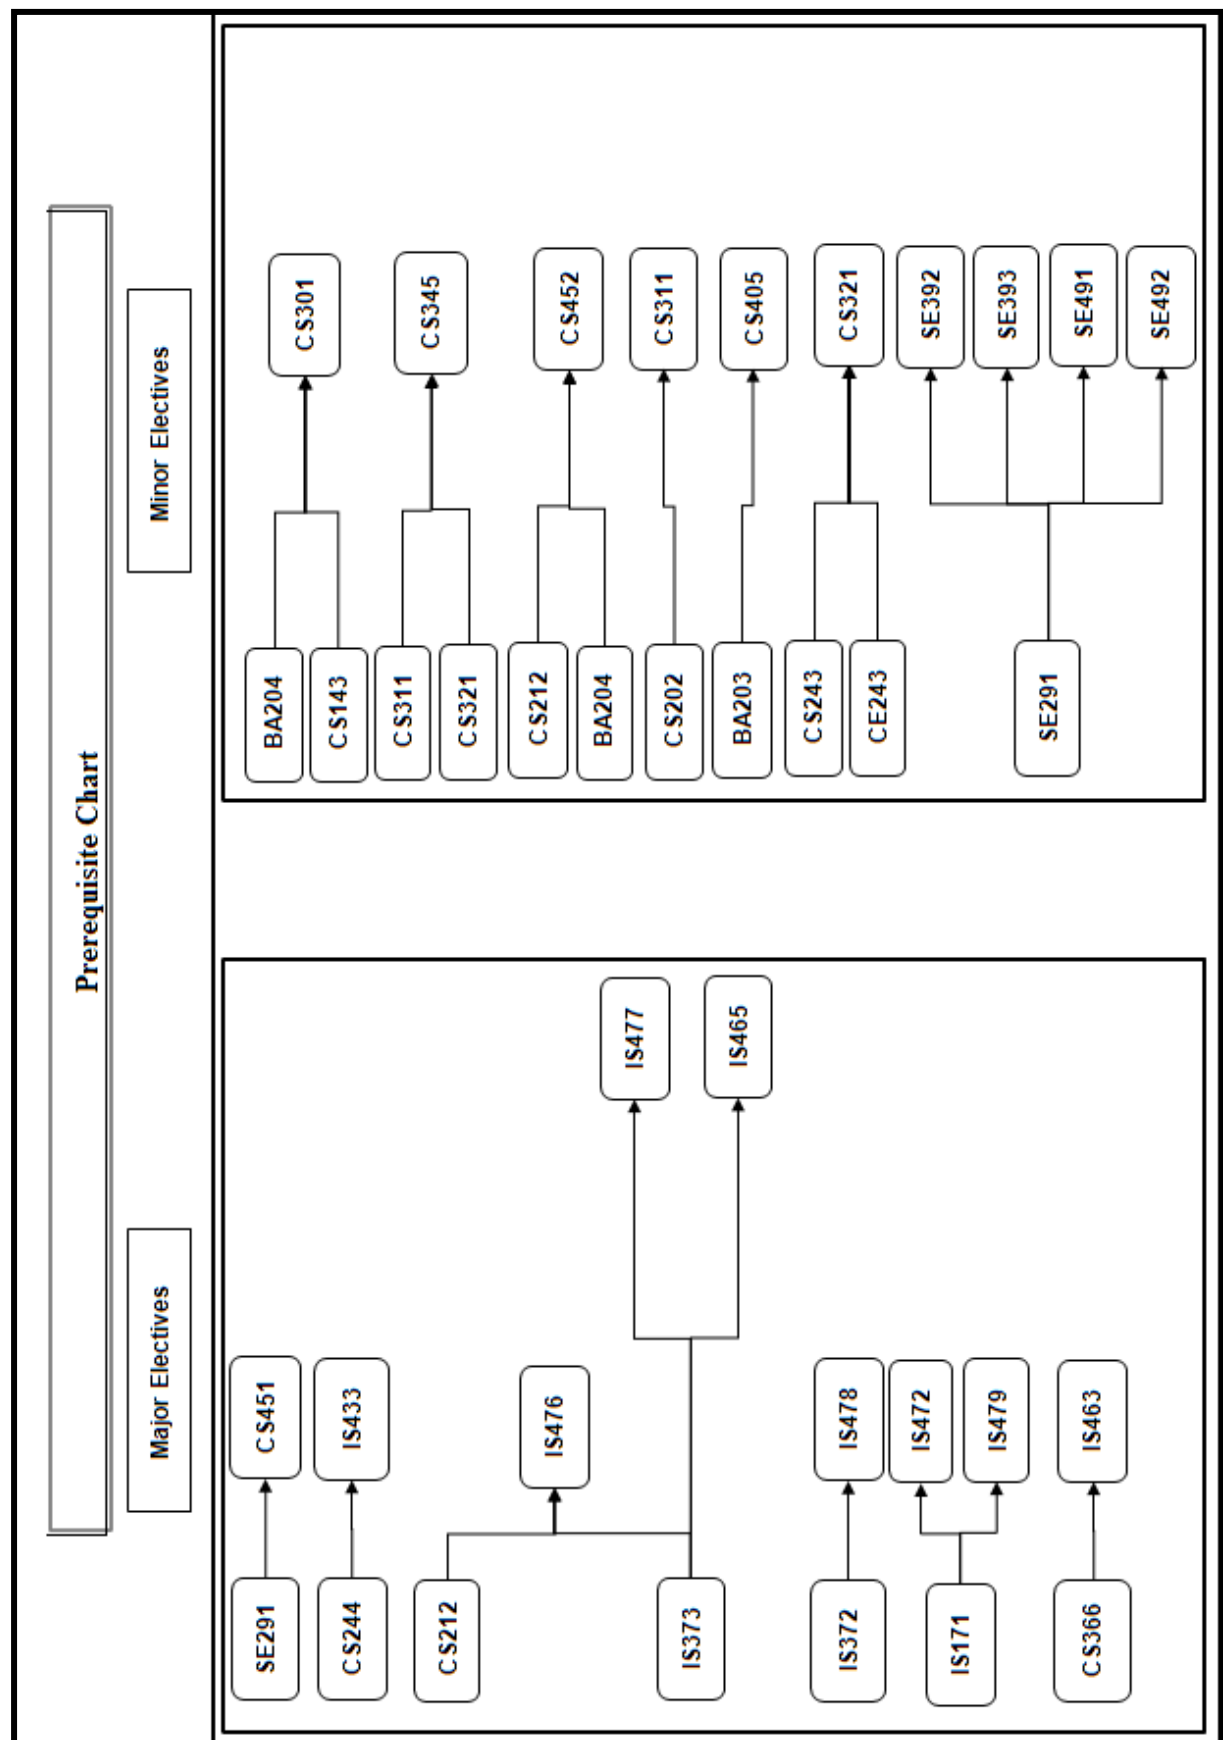 Prerequisite Chart
Major Electives
Minor Electives
SE291
CS451
CS244
IS433
CS212
IS476
IS477
IS373
IS465
IS372
IS478
IS472
IS171
IS479
CS366
IS463
BA204
CS301
CS143
CS311
CS345
CS321
CS212
CS452
BA204
CS202
CS311
BA203
CS405
CS243
CS321
CE243
SE392
SE393
SE291
SE491
SE492